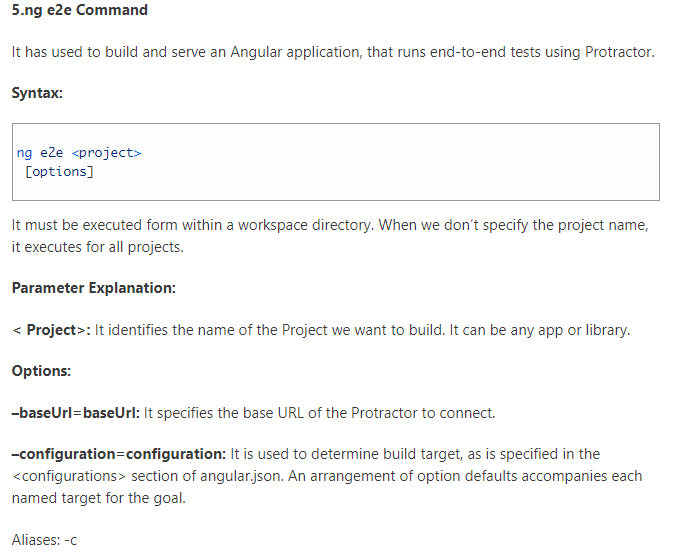 5.ng e2e Command
It has used to build and serve an Angular application, that runs end-to-end tests using Protractor.
Syntax:
ng e2e <project>
[options]
It must be executed form within a workspace directory. When we don't specify the project name,
it executes for all projects.
Parameter Explanation:
< Project>: It identifies the name of the Project we want to build. It can be any app or library.
Options:
–baseUrl=baseUrl: It specifies the base URL of the Protractor to connect.
–configuration=configuration: It is used to determine build target, as is specified in the
<configurations> section of angular.json. An arrangement of option defaults accompanies each
named target for the goal.
Aliases: -c